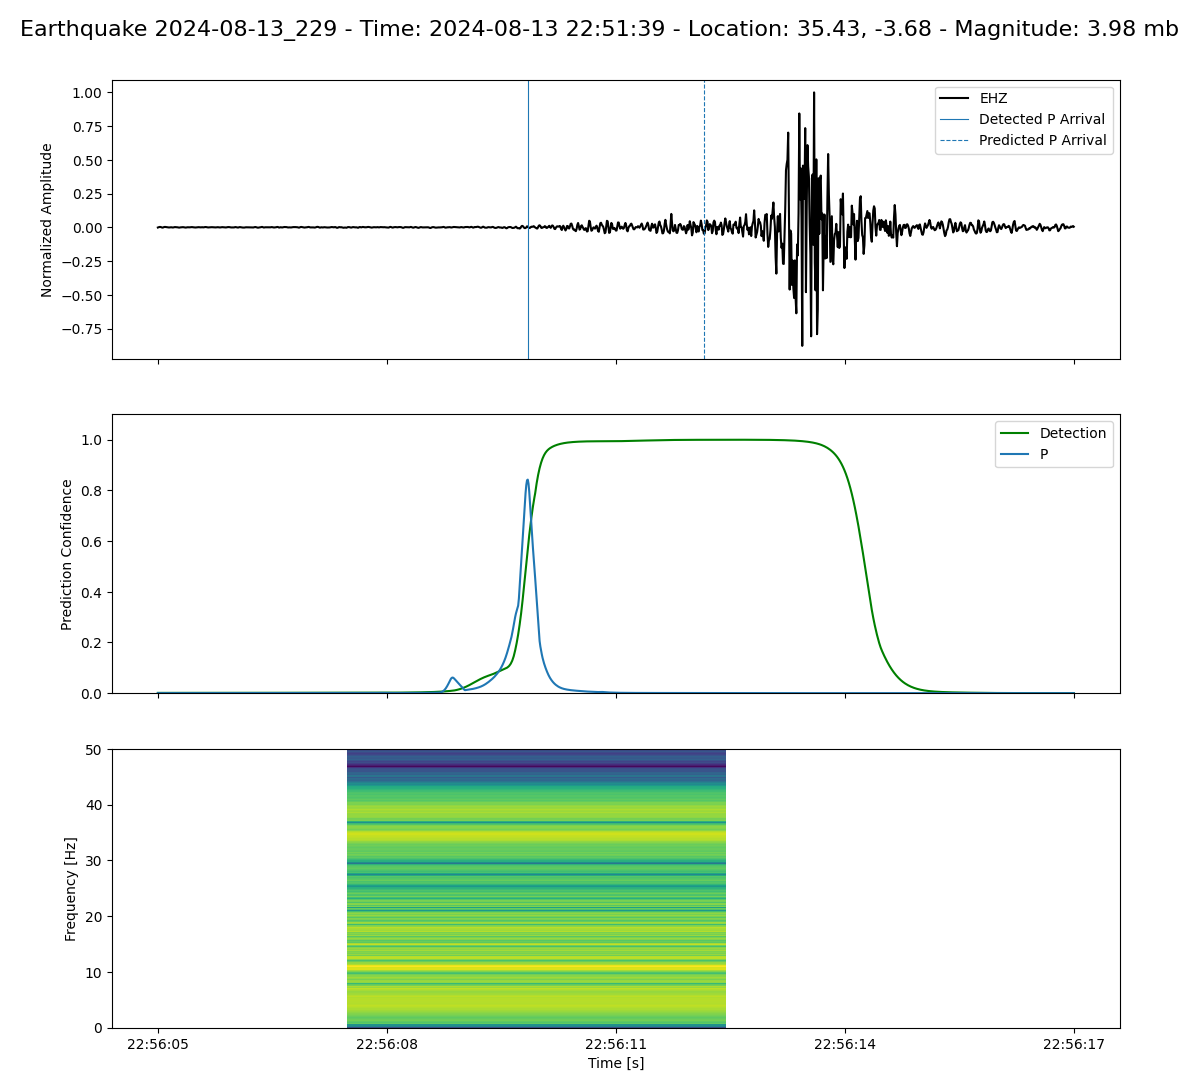 Earthquake 2024-08-13_229 - Time: 2024-08-13 22:51:39 - Location: 35.43, -3.68 - Magnitude: 3.98 mb
Normalized Amplitude
1.00
0.75
0.50
0.25
0.00
−0.25
−0.50
−0.75
EHZ
Detected P Arrival
Predicted P Arrival
Prediction Confidence
1.0
0.8
0.6
0.4
0.2
0.0
Detection
P
Frequency [Hz]
50
40
30
20
10
0
22:56:05 22:56:08 22:56:11 22:56:14 22:56:17
Time [s]